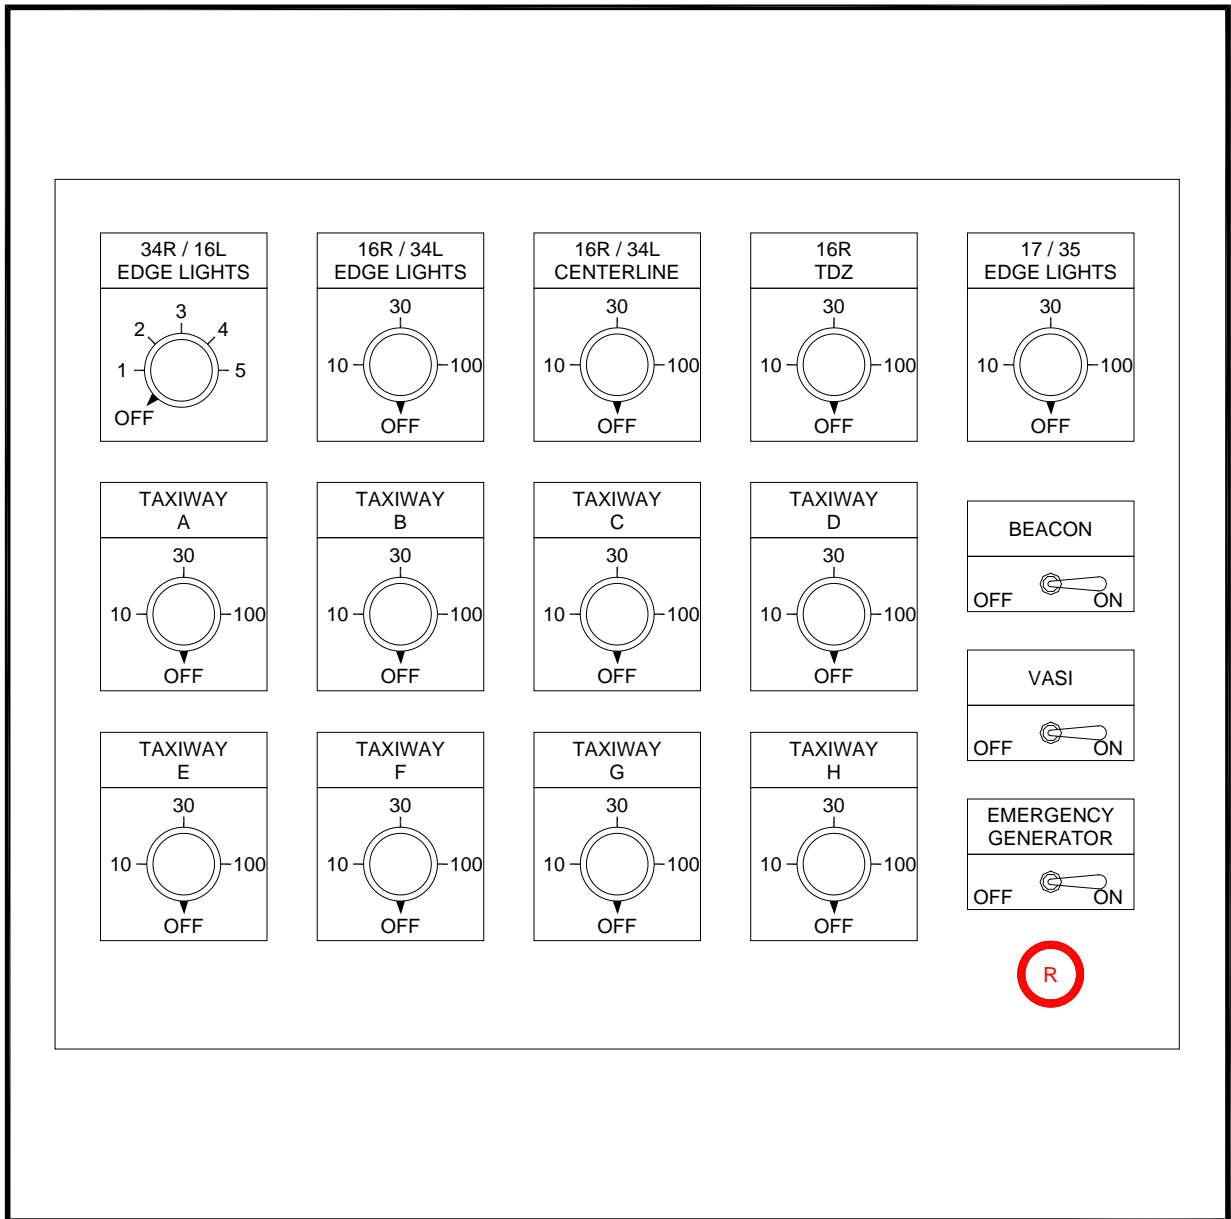 34R / 16L
EDGE LIGHTS
3
2
4
1
5
OFF
16R / 34L
EDGE LIGHTS
30
10
100
OFF
16R / 34L
CENTERLINE
30
10
100
OFF
16R
TDZ
30
10
100
OFF
17 / 35
EDGE LIGHTS
30
10
100
OFF
TAXIWAY
A
30
10
100
OFF
TAXIWAY
B
30
10
100
OFF
TAXIWAY
C
30
10
100
OFF
TAXIWAY
D
30
10
100
OFF
BEACON
OFF ON
VASI
OFF ON
TAXIWAY
E
30
10
100
OFF
TAXIWAY
F
30
10
100
OFF
TAXIWAY
G
30
10
100
OFF
TAXIWAY
H
30
10
100
OFF
EMERGENCY
GENERATOR
OFF ON
R